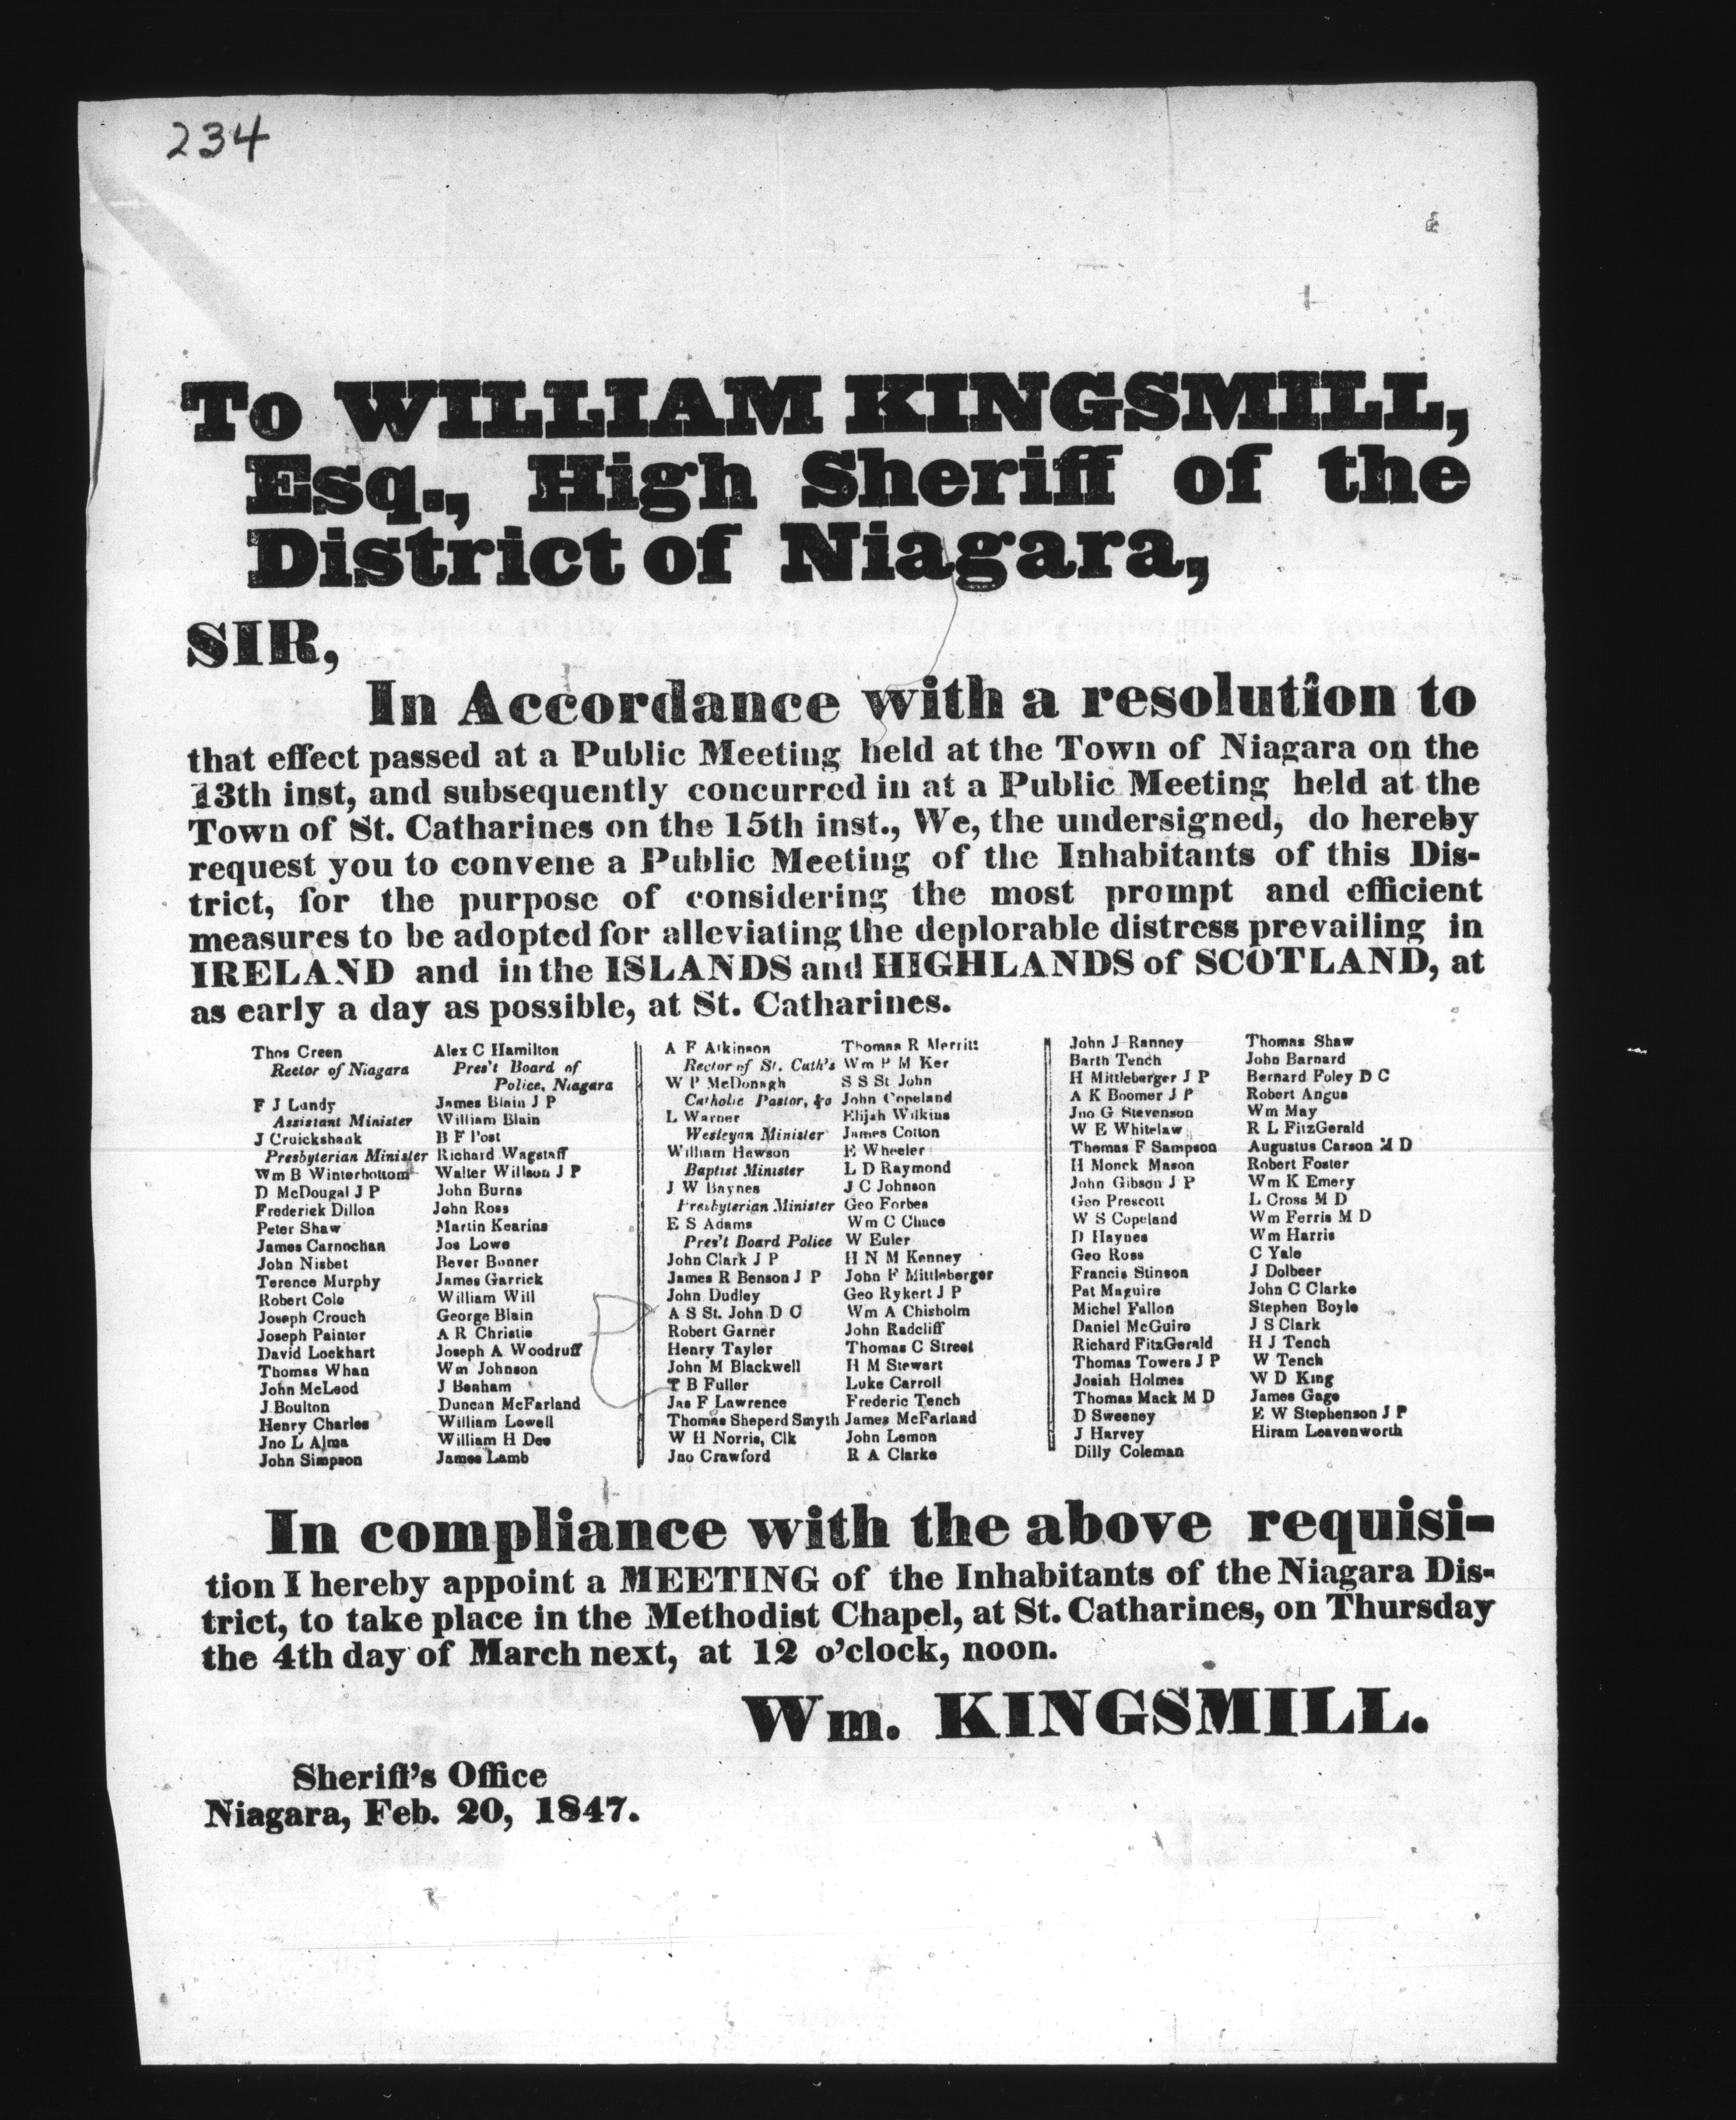 234
To WILLIAM KINGSMILL,
Esq., High Sheriff of the
District of Niagara,
SIR,
In Accordance with a resolution to
that effect passed at a Public Meeting held at the Town of Niagara on the
13th inst, and subsequently concurred in at a Public Meeting held at the
Town of St. Catharines on the 15th inst., We, the undersigned, do hereby
request you to convene a Public Meeting of the Inhabitants of this Dis-
trict, for the purpose of considering the most prompt and efficient
measures to be adopted for alleviating the deplorable distress prevailing in
IRELAND and in the ISLANDS and HIGHLANDS of SCOTLAND, at
as early a day as possible, at St. Catharines.
Thos Creen
Rector of Niagara
F J Lundy
Assistant Minister
J Cruickshank
Presbyterian Minister
Wm B Winterbottom
D McDougal J P
Frederick Dillon
Peter Shaw
James Carnochan
John Nisbet
Terence Murphy
Robert Cole
Joseph Crouch
Joseph Painter
David Lockhart
Thomas Whan
John McLeod
J Boulton
Henry Charles
Jno L Alma
John Simpson
Alex C Hamilton
Pres't Board of
Police, Niagara
James Blain J P
William Blain
B F Post
Richard Wagstaff
Walter Willson J P
John Burns
John Ross
Martin Kearins
Jos Lowe
Bever Bonner
James Garrick
William Will
George Blain
A R Christie
Joseph A Woodruff
Wm Johnson
J Benham
Duncan McFarland
William Lowell
William H Dee
James Lamb
A F Atkinson
Rector of St. Cath's
W P McDonagh
Catholic Pastor, &c
L Warner
Wesleyan Minister
William Hewson
Baptist Minister
J W Baynes
Presbyterian Minister
E S Adams
Pres't Board Police
John Clark J P
James R Benson J P
John Dudley
A S St. John D C
Robert Garner
Henry Taylor
John M Blackwell
T B Fuller
Jas F Lawrence
Thomas Sheperd Smyth
W H Norris, Clk
Jno Crawford
Thomas R Merritt
Wm P M Ker
S S St John
John Copeland
Elijah Wilkins
James Cotton
E Wheeler
L D Raymond
J C Johnson
Geo Forbes
Wm C Chace
W Euler
H N M Kenney
John F Mittleberger
Geo Rykert J P
Wm A Chisholm
John Radcliff
Thomas C Street
H M Stewart
Luke Carroll
Frederic Tench
James McFarland
John Lemon
R A Clarke
John J Ranney
Barth Tench
H Mittleberger J P
A K Boomer J P
Jno G Stevenson
W E Whitelaw
Thomas F Sampson
H Monck Mason
John Gibson J P
Geo Prescott
W S Copeland
D Haynes
Geo Ross
Francis Stinson
Pat Maguire
Michel Fallon
Daniel McGuire
Richard FitzGerald
Thomas Towers J P
Josiah Holmes
Thomas Mack M D
D Sweeney
J Harvey
Dilly Coleman
Thomas Shaw
John Barnard
Bernard Foley D C
Robert Angus
Wm May
R L FitzGerald
Augustus Carson M D
Robert Foster
Wm K Emery
L Cross M D
Wm Ferris M D
Wm Harris
C Yale
J Dolbeer
John C Clarke
Stephen Boyle
J S Clark
H J Tench
W Tench
W D King
James Gage
E W Stephenson J P
Hiram Leavenworth
In compliance with the above requisi-
tion I hereby appoint a MEETING of the Inhabitants of the Niagara Dis-
trict, to take place in the Methodist Chapel, at St. Catharines, on Thursday
the 4th day of March next, at 12 o'clock, noon.
Wm. KINGSMILL.
Sheriff's Office
Niagara, Feb. 20, 1847.